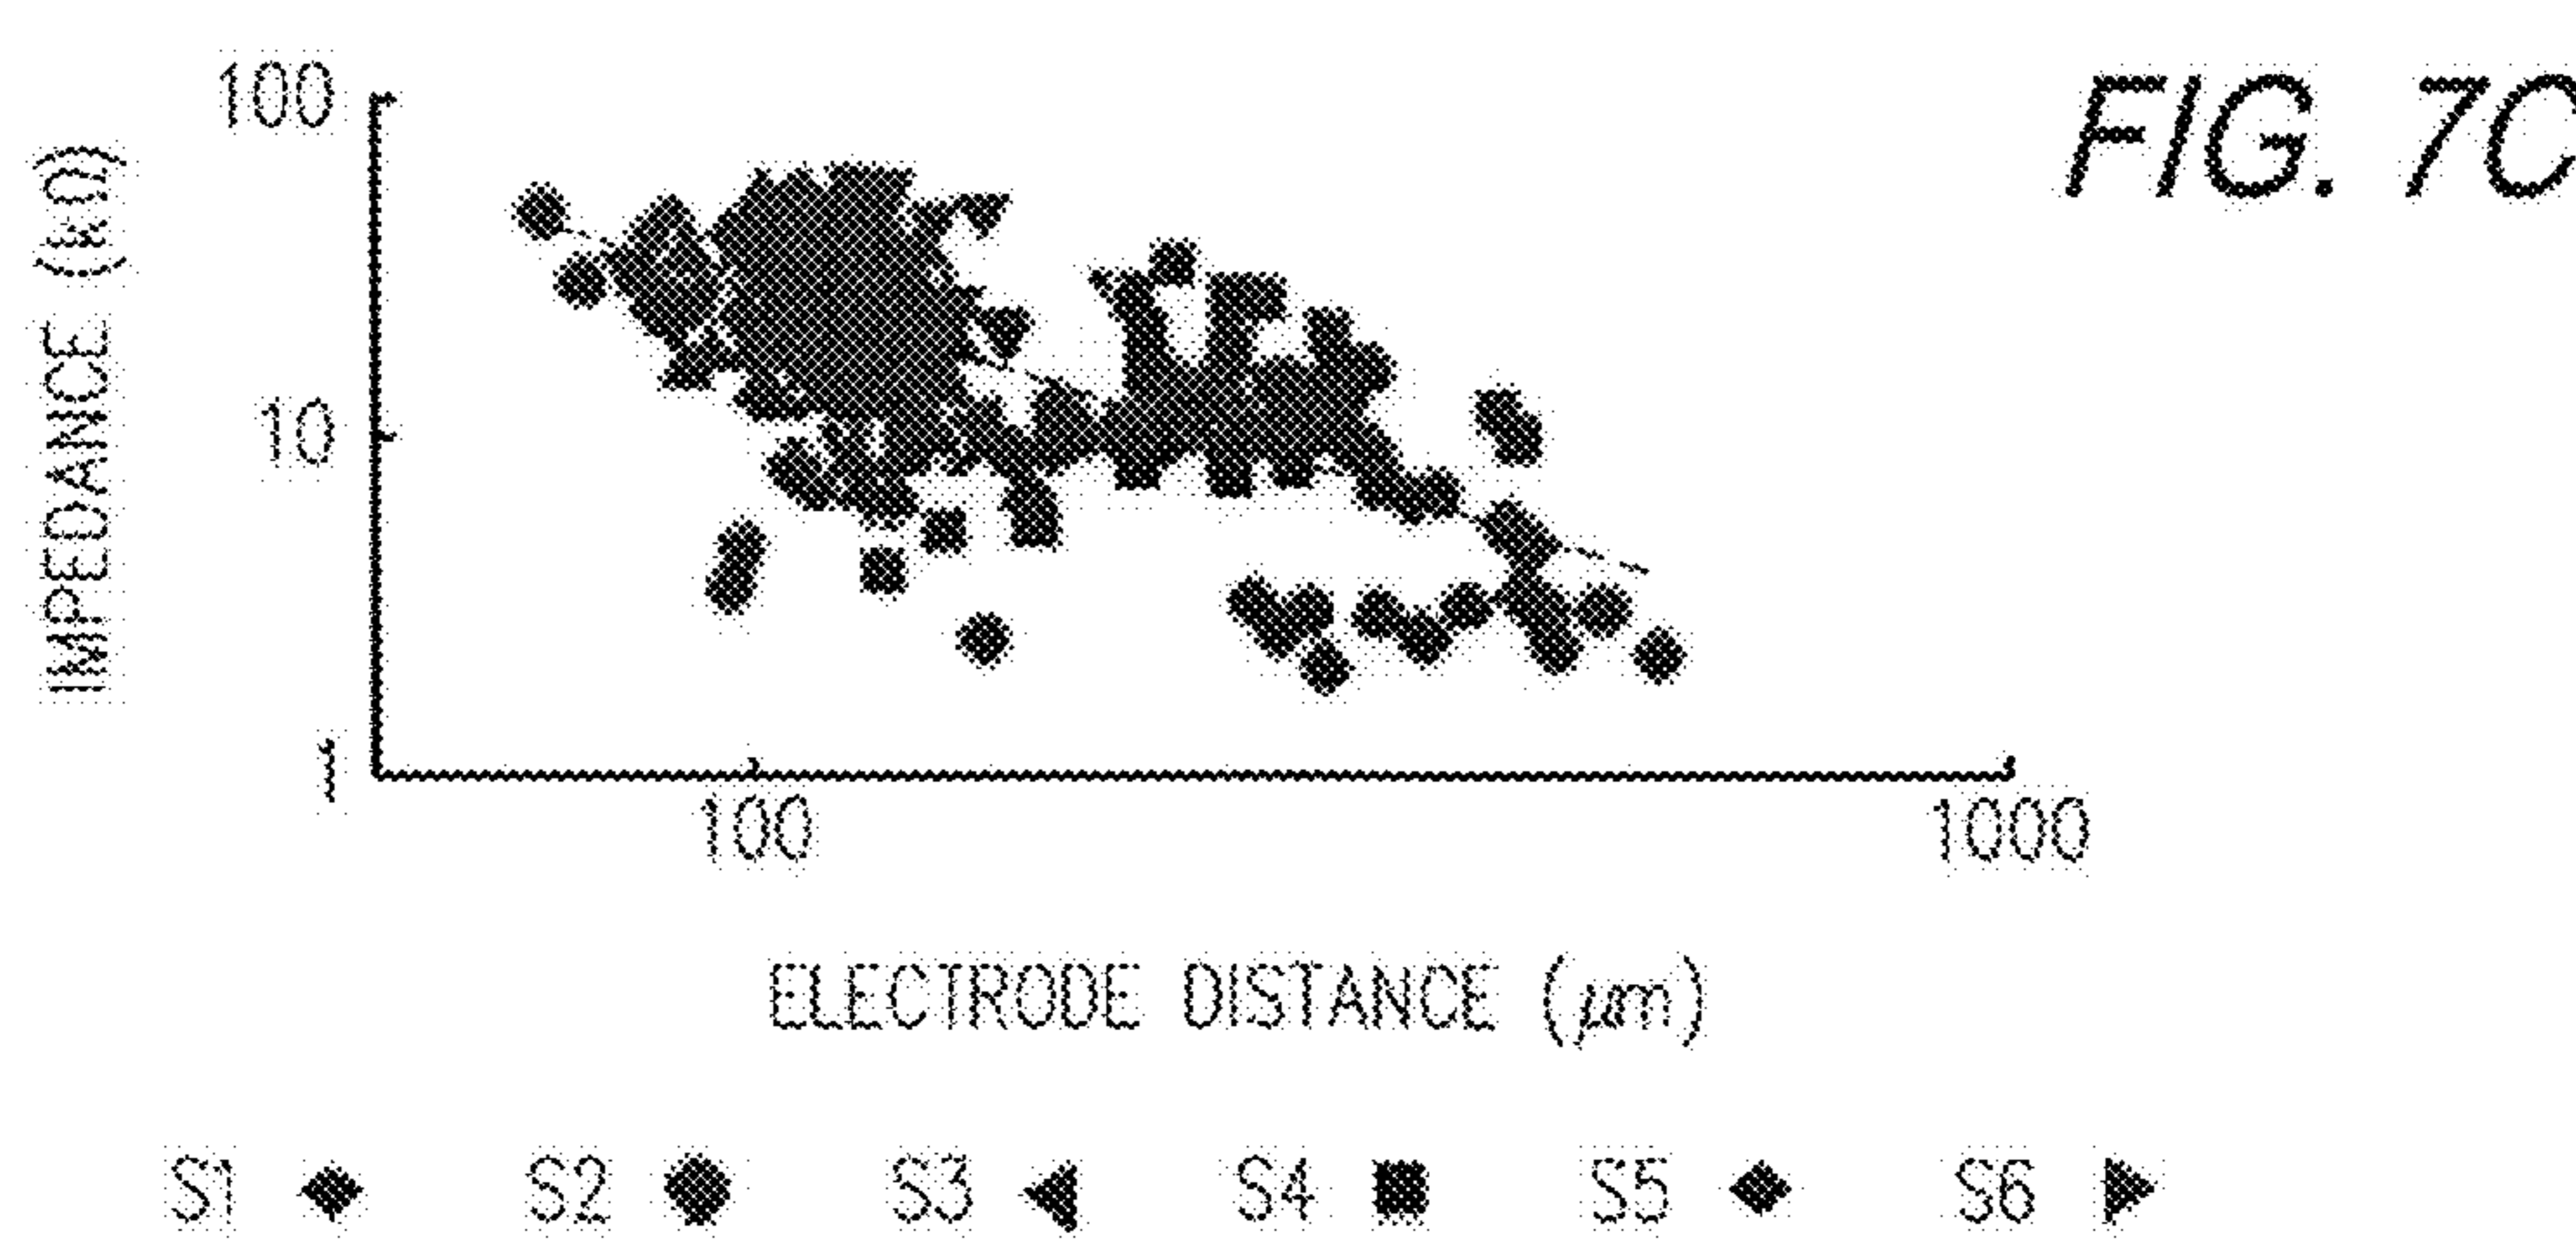 FIG. 7C
100
IMPEDANCE (kΩ)
10
1
100 1000
ELECTRODE DISTANCE (μm)
S1 S2 S3 S4 S5 S6